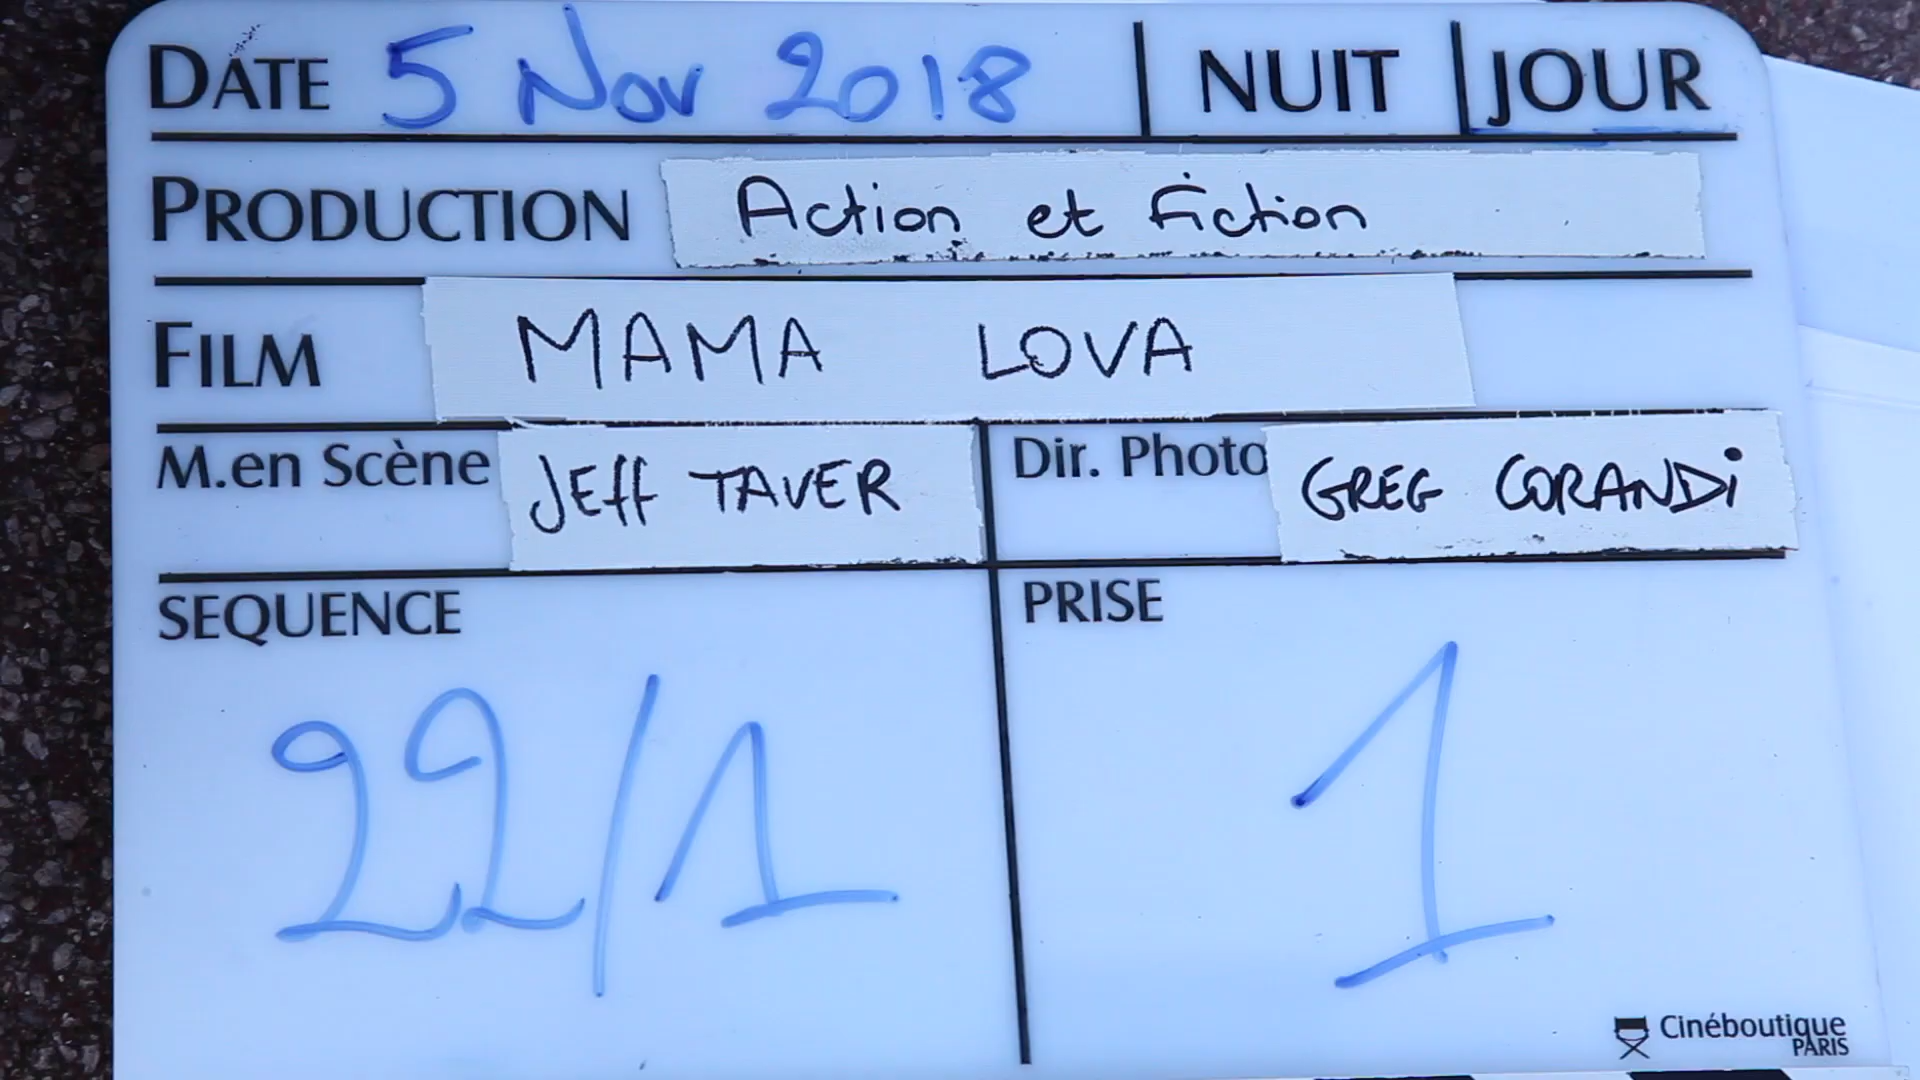 DATE 5 Nov 2018 NUIT JOUR
PRODUCTION Action et Fiction
FILM MAMA LOVA
M.en Scène JEff TAVER Dir. Photo GREG CORANDi
SEQUENCE PRISE
22/1 1
Cinéboutique
PARIS